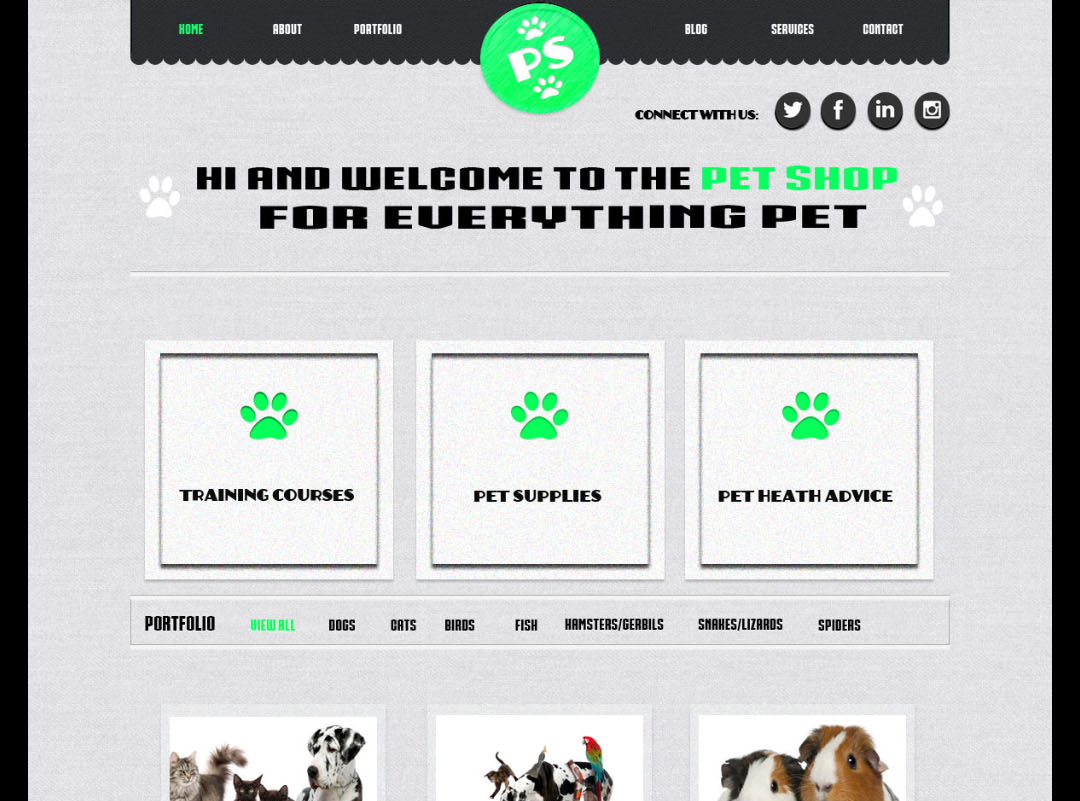 HOME ABOUT PORTFOLIO BLOG SERVICES CONTACT
PS
CONNECT WITH US:
HI AND WELCOME TO THE PET SHOP
FOR EVERYTHING PET
TRAINING COURSES
PET SUPPLIES
PET HEATH ADVICE
PORTFOLIO VIEW ALL DOGS CATS BIRDS FISH HAMSTERS/GERBILS SNAKES/LIZARDS SPIDERS